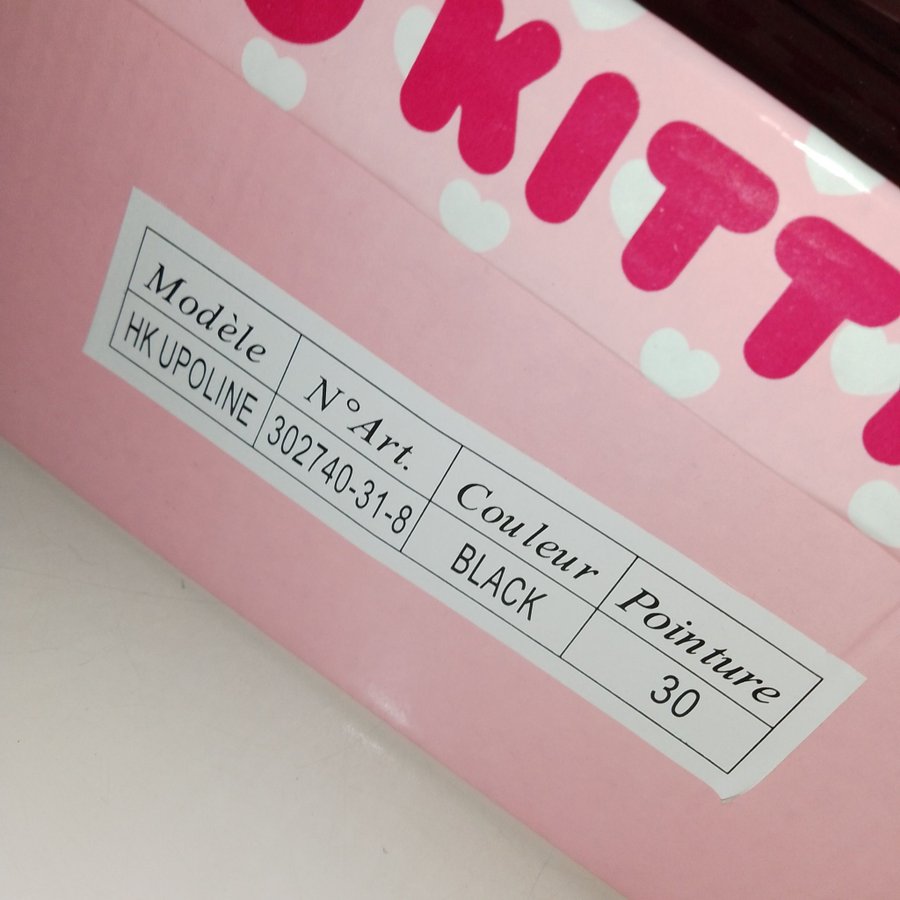 KITT
Modèle N°Art. Couleur Pointure
HK UPOLINE 302740-31-8 BLACK 30